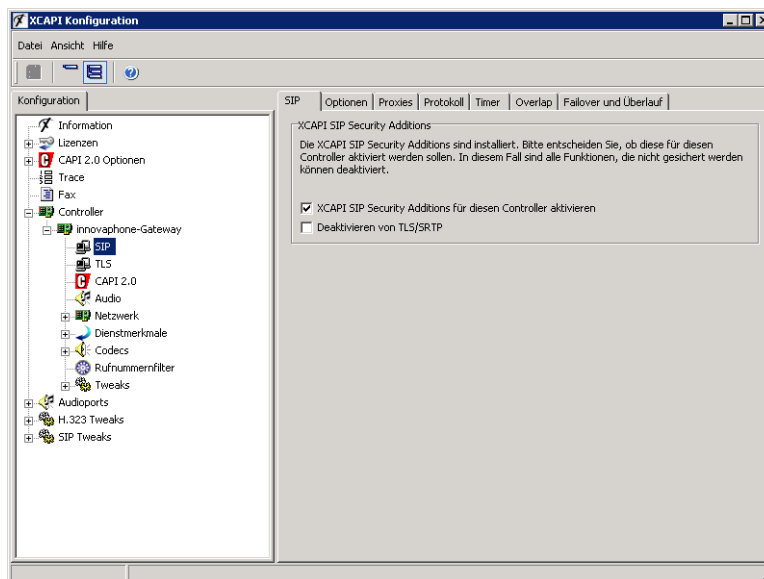 XCAPI Konfiguration
Datei Ansicht Hilfe
Konfiguration
Information
Lizenzen
CAPI 2.0 Optionen
Trace
Fax
Controller
innovaphone-Gateway
SIP
TLS
CAPI 2.0
Audio
Netzwerk
Dienstmerkmale
Codecs
Rufnummernfilter
Tweaks
Audioports
H.323 Tweaks
SIP Tweaks
SIP Optionen Proxies Protokoll Timer Overlap Failover und Überlauf
XCAPI SIP Security Additions
Die XCAPI SIP Security Additions sind installiert. Bitte entscheiden Sie, ob diese für diesen
Controller aktiviert werden sollen. In diesem Fall sind alle Funktionen, die nicht gesichert werden
können deaktiviert.
XCAPI SIP Security Additions für diesen Controller aktivieren
Deaktivieren von TLS/SRTP